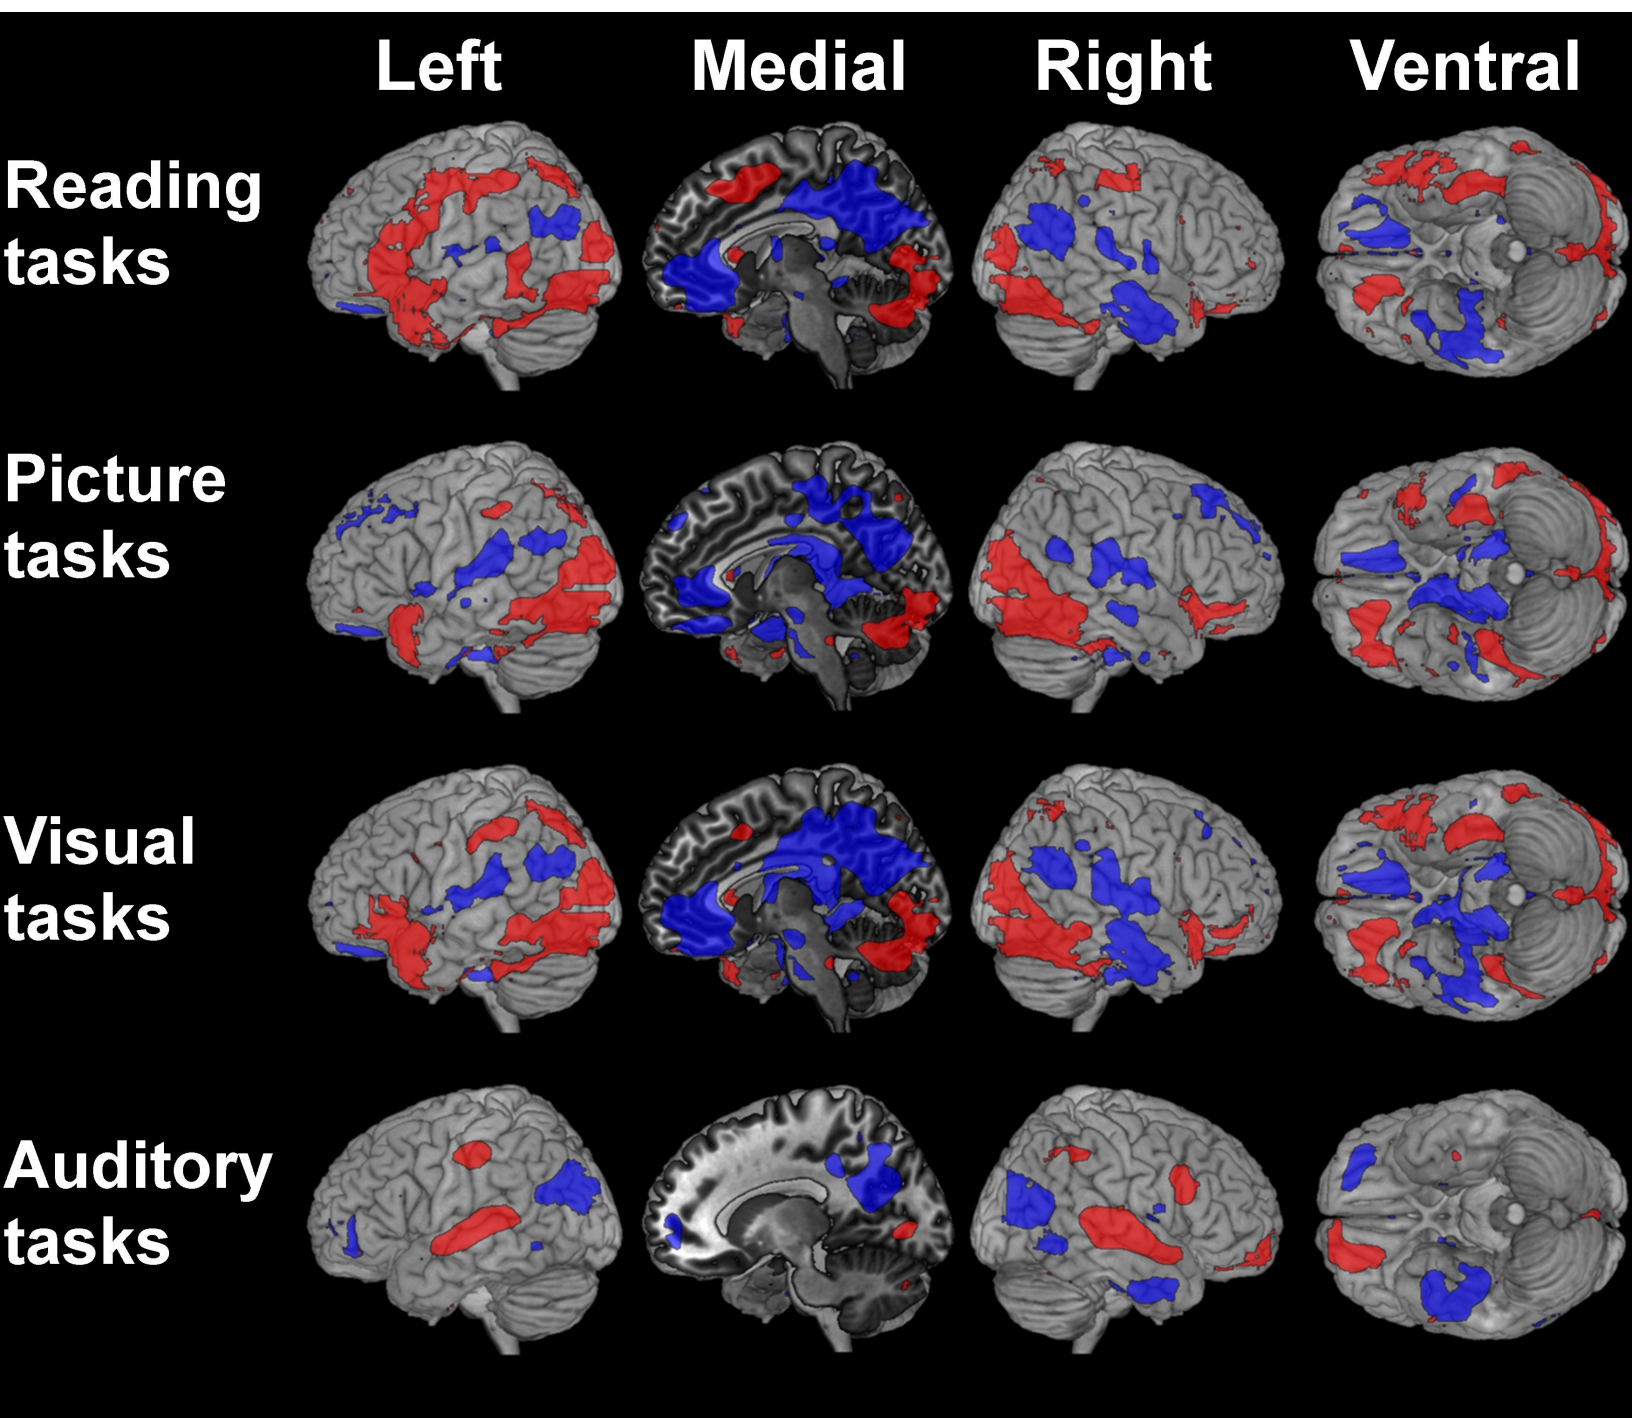 Left Medial Right Ventral
Reading
tasks
Picture
tasks
Visual
tasks
Auditory
tasks